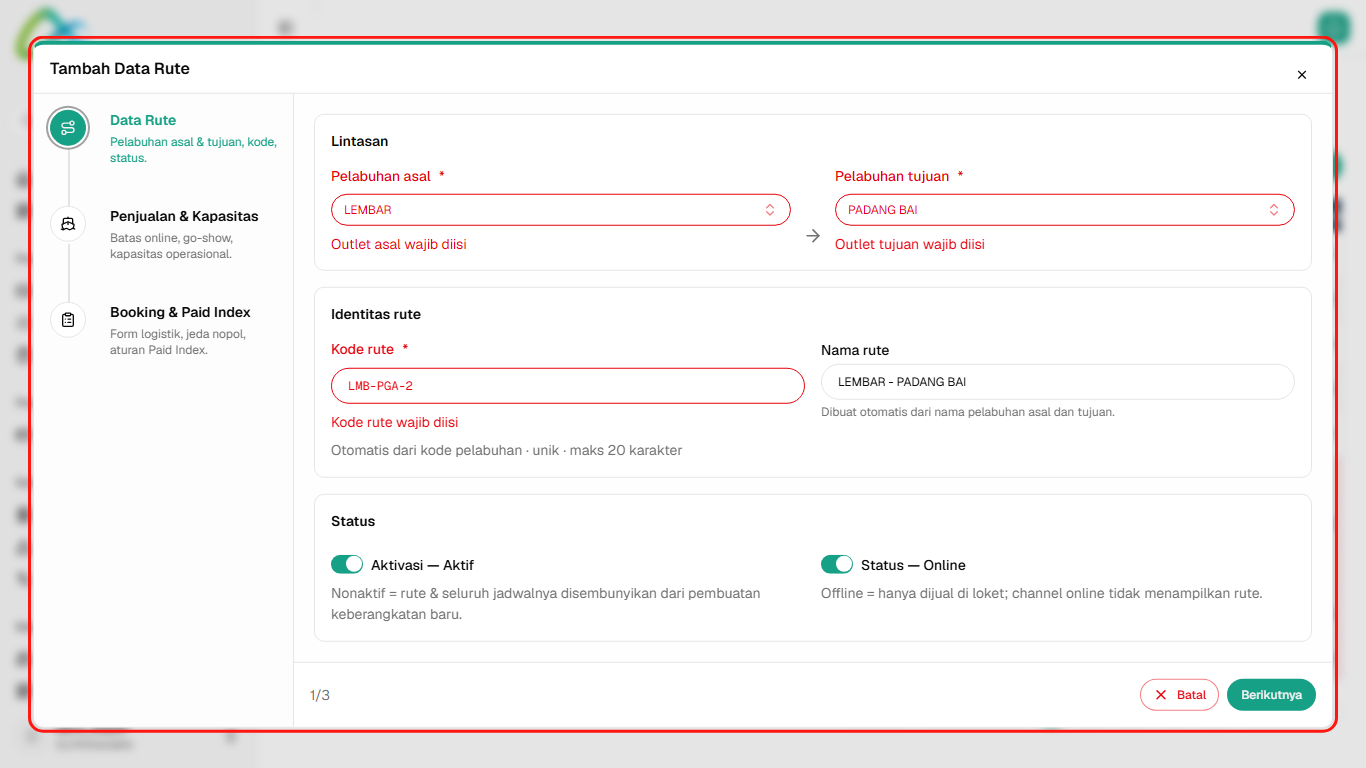 Tambah Data Rute
Data Rute
Pelabuhan asal & tujuan, kode,
status.
Penjualan & Kapasitas
Batas online, go-show,
kapasitas operasional.
Booking & Paid Index
Form logistik, jeda nopol,
aturan Paid Index.
Lintasan
Pelabuhan asal *
LEMBAR
Outlet asal wajib diisi
→
Pelabuhan tujuan *
PADANG BAI
Outlet tujuan wajib diisi
Identitas rute
Kode rute *
LMB-PGA-2
Kode rute wajib diisi
Otomatis dari kode pelabuhan · unik · maks 20 karakter
Nama rute
LEMBAR - PADANG BAI
Dibuat otomatis dari nama pelabuhan asal dan tujuan.
Status
Aktivasi — Aktif
Nonaktif = rute & seluruh jadwalnya disembunyikan dari pembuatan
keberangkatan baru.
Status — Online
Offline = hanya dijual di loket; channel online tidak menampilkan rute.
1/3
Batal
Berikutnya